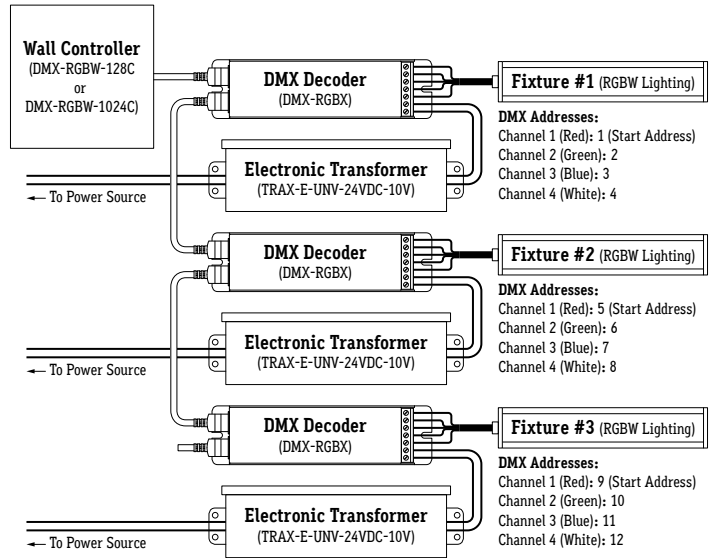 Wall Controller
(DMX-RGBW-128C
or
DMX-RGBW-1024C)
DMX Decoder
(DMX-RGBX)
Fixture #1 (RGBW Lighting)
DMX Addresses:
Channel 1 (Red): 1 (Start Address)
Channel 2 (Green): 2
Channel 3 (Blue): 3
Channel 4 (White): 4
Electronic Transformer
(TRAX-E-UNV-24VDC-10V)
← To Power Source
DMX Decoder
(DMX-RGBX)
Fixture #2 (RGBW Lighting)
DMX Addresses:
Channel 1 (Red): 5 (Start Address)
Channel 2 (Green): 6
Channel 3 (Blue): 7
Channel 4 (White): 8
Electronic Transformer
(TRAX-E-UNV-24VDC-10V)
← To Power Source
DMX Decoder
(DMX-RGBX)
Fixture #3 (RGBW Lighting)
DMX Addresses:
Channel 1 (Red): 9 (Start Address)
Channel 2 (Green): 10
Channel 3 (Blue): 11
Channel 4 (White): 12
Electronic Transformer
(TRAX-E-UNV-24VDC-10V)
← To Power Source